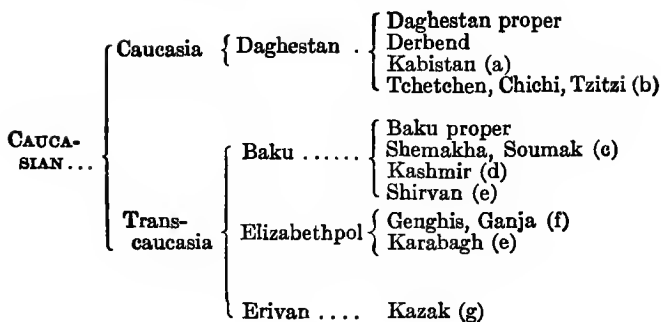 Daghestan proper
Caucasia Daghestan . Derbend
Kabistan (a)
Tchetchen, Chichi, Tzitzi (b)
CAUCA-
SIAN...
Baku proper
Baku ...... Shemakha, Soumak (c)
Kashmir (d)
Shirvan (e)
Trans-
caucasia
Elizabethpol Genghis, Ganja (f)
Karabagh (e)
Erivan .... Kazak (g)